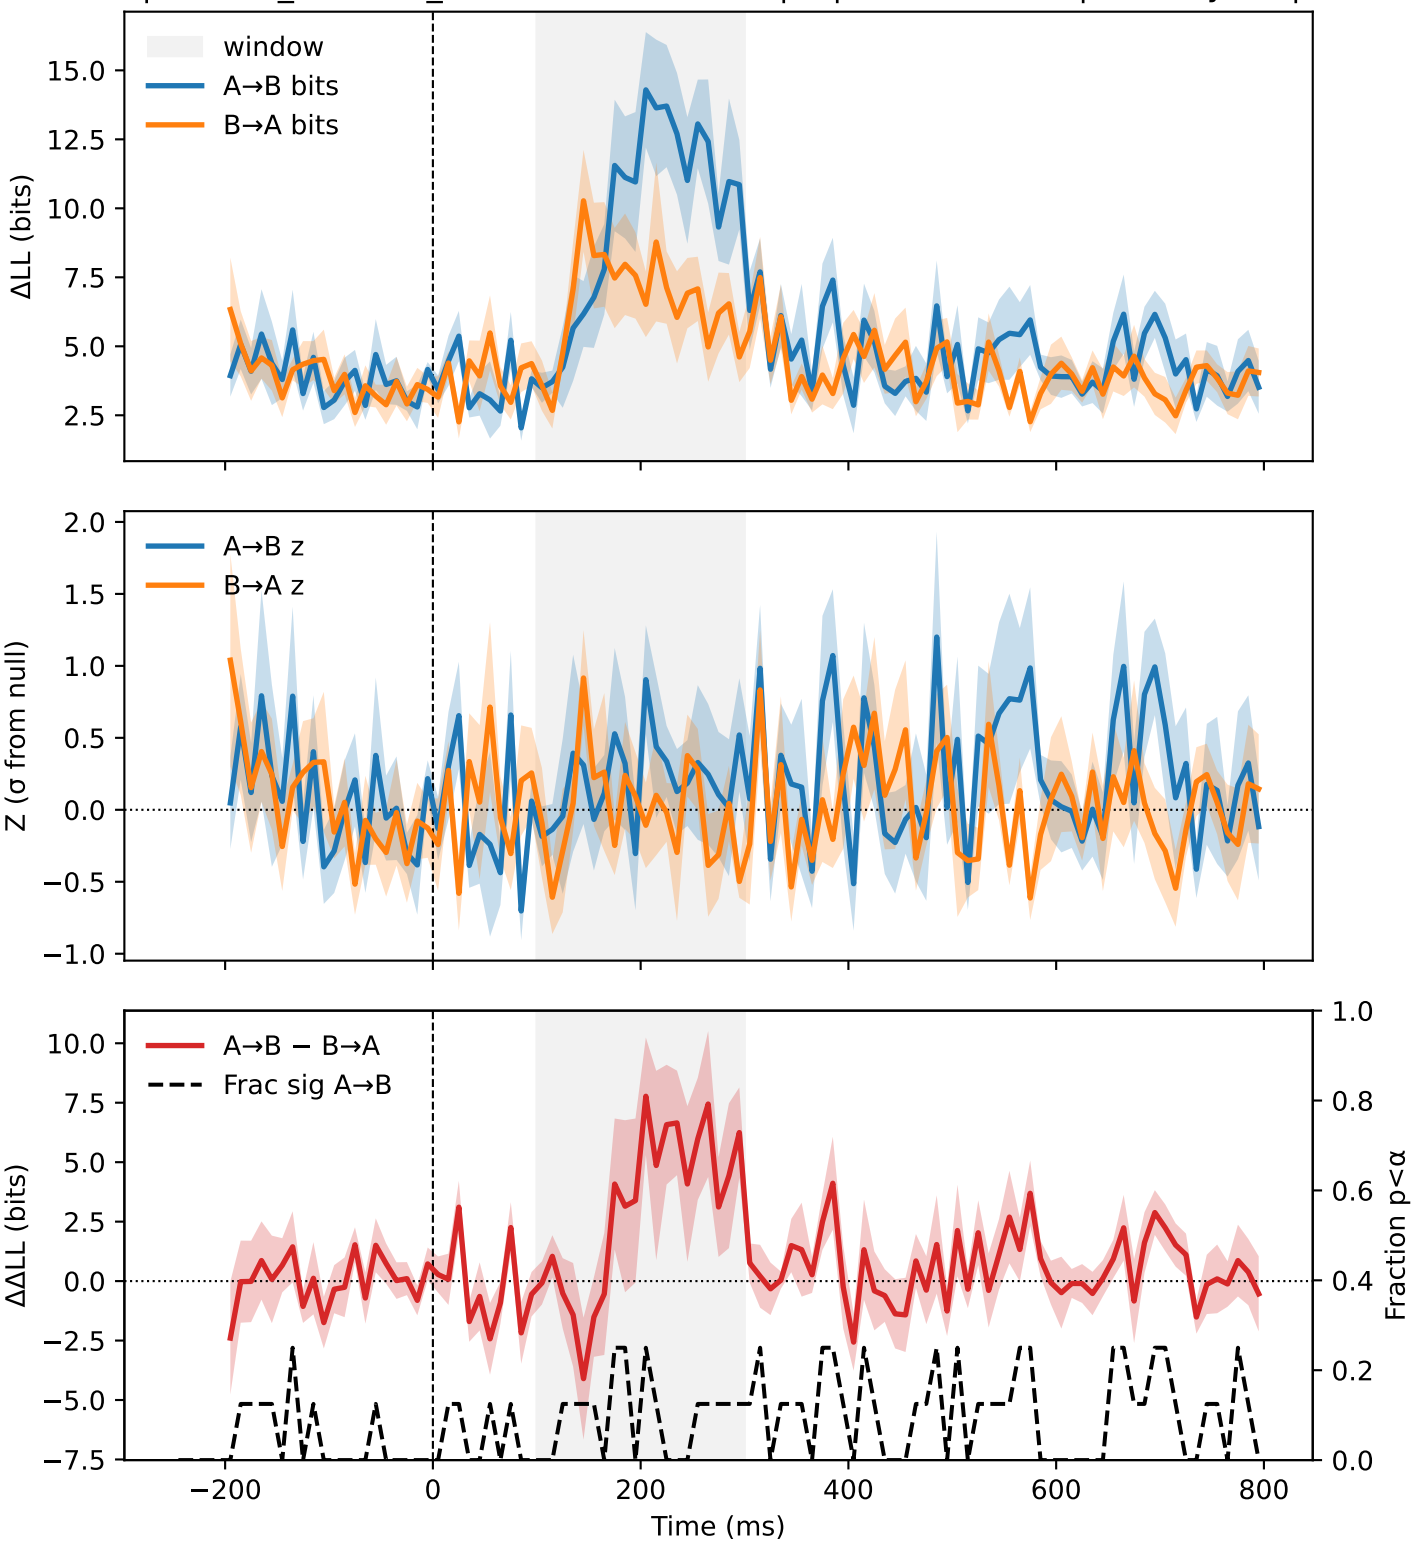 window
A→B bits
B→A bits
ΔLL (bits)
15.0
12.5
10.0
7.5
5.0
2.5
A→B z
B→A z
Z (σ from null)
2.0
1.5
1.0
0.5
0.0
−0.5
−1.0
A→B − B→A
Frac sig A→B
ΔΔLL (bits)
10.0
7.5
5.0
2.5
0.0
−2.5
−5.0
−7.5
1.0
0.8
0.6
0.4
0.2
0.0
Fraction p<α
−200 0 200 400 600 800
Time (ms)